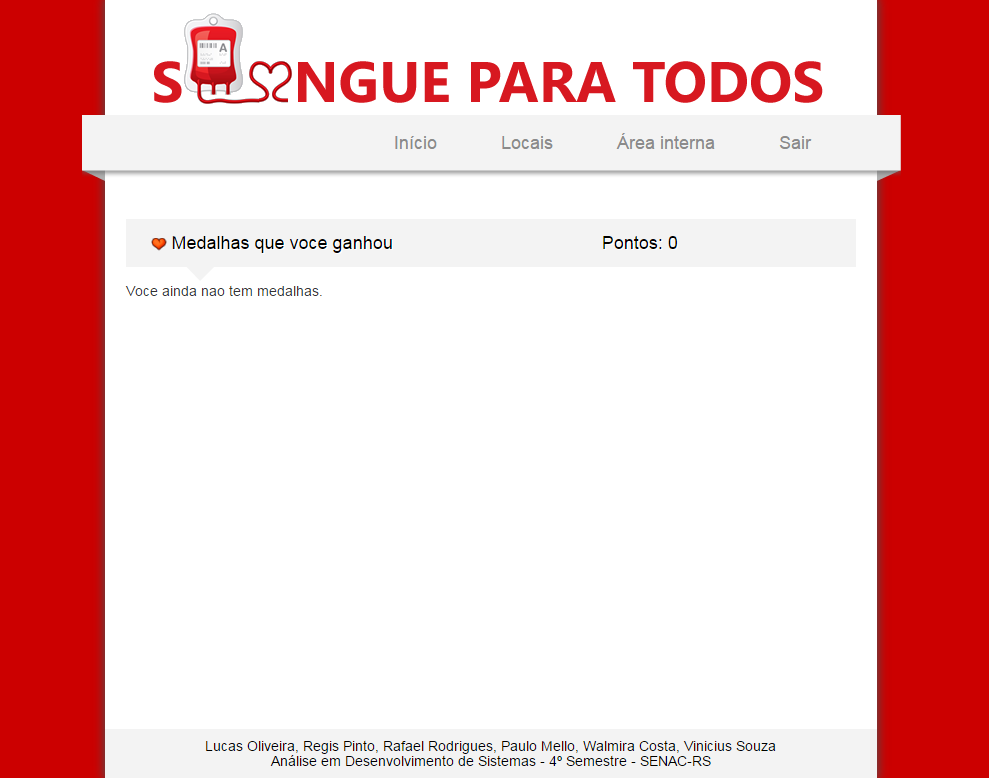 A
SANGUE PARA TODOS
Início Locais Área interna Sair
Medalhas que voce ganhou Pontos: 0
Voce ainda nao tem medalhas.
Lucas Oliveira, Regis Pinto, Rafael Rodrigues, Paulo Mello, Walmira Costa, Vinicius Souza
Análise em Desenvolvimento de Sistemas - 4º Semestre - SENAC-RS